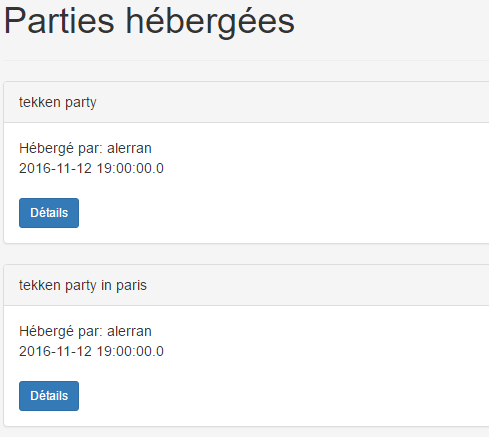 Parties hébergées
tekken party
Hébergé par: alerran
2016-11-12 19:00:00.0
Détails
tekken party in paris
Hébergé par: alerran
2016-11-12 19:00:00.0
Détails